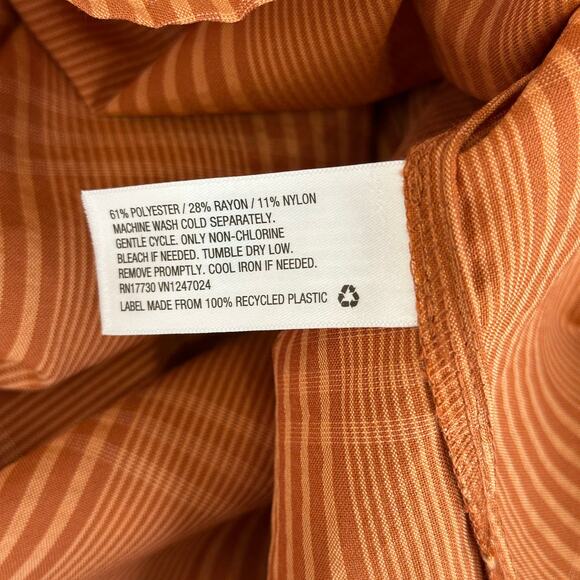 61% POLYESTER / 28% RAYON / 11% NYLON
MACHINE WASH COLD SEPARATELY.
GENTLE CYCLE. ONLY NON-CHLORINE
BLEACH IF NEEDED. TUMBLE DRY LOW.
REMOVE PROMPTLY. COOL IRON IF NEEDED.
RN17730 VN1247024
LABEL MADE FROM 100% RECYCLED PLASTIC